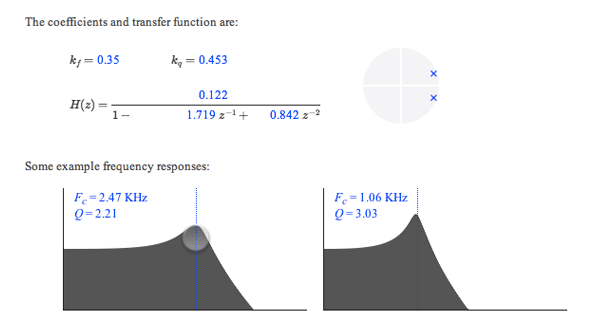 The coefficients and transfer function are:
k_f = 0.35 k_q = 0.453
0.122
H(z) =
1 − 1.719 z⁻¹ + 0.842 z⁻²
Some example frequency responses:
F_c = 2.47 KHz
Q = 2.21
F_c = 1.06 KHz
Q = 3.03